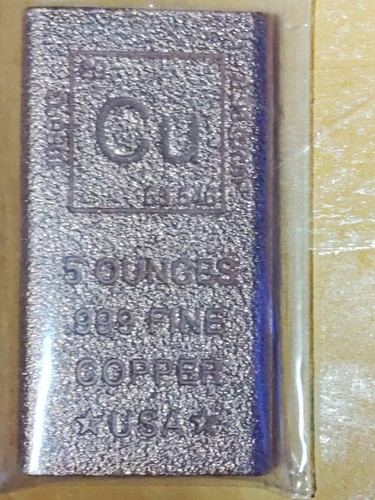 29
Cu
63.546
5 OUNCES
.999 FINE
COPPER
☆USA☆